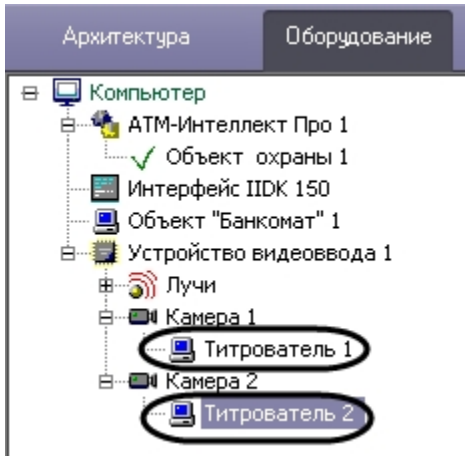 Архитектура Оборудование
Компьютер
АТМ-Интеллект Про 1
Объект охраны 1
Интерфейс IIDK 150
Объект "Банкомат" 1
Устройство видеоввода 1
Лучи
Камера 1
Титрователь 1
Камера 2
Титрователь 2